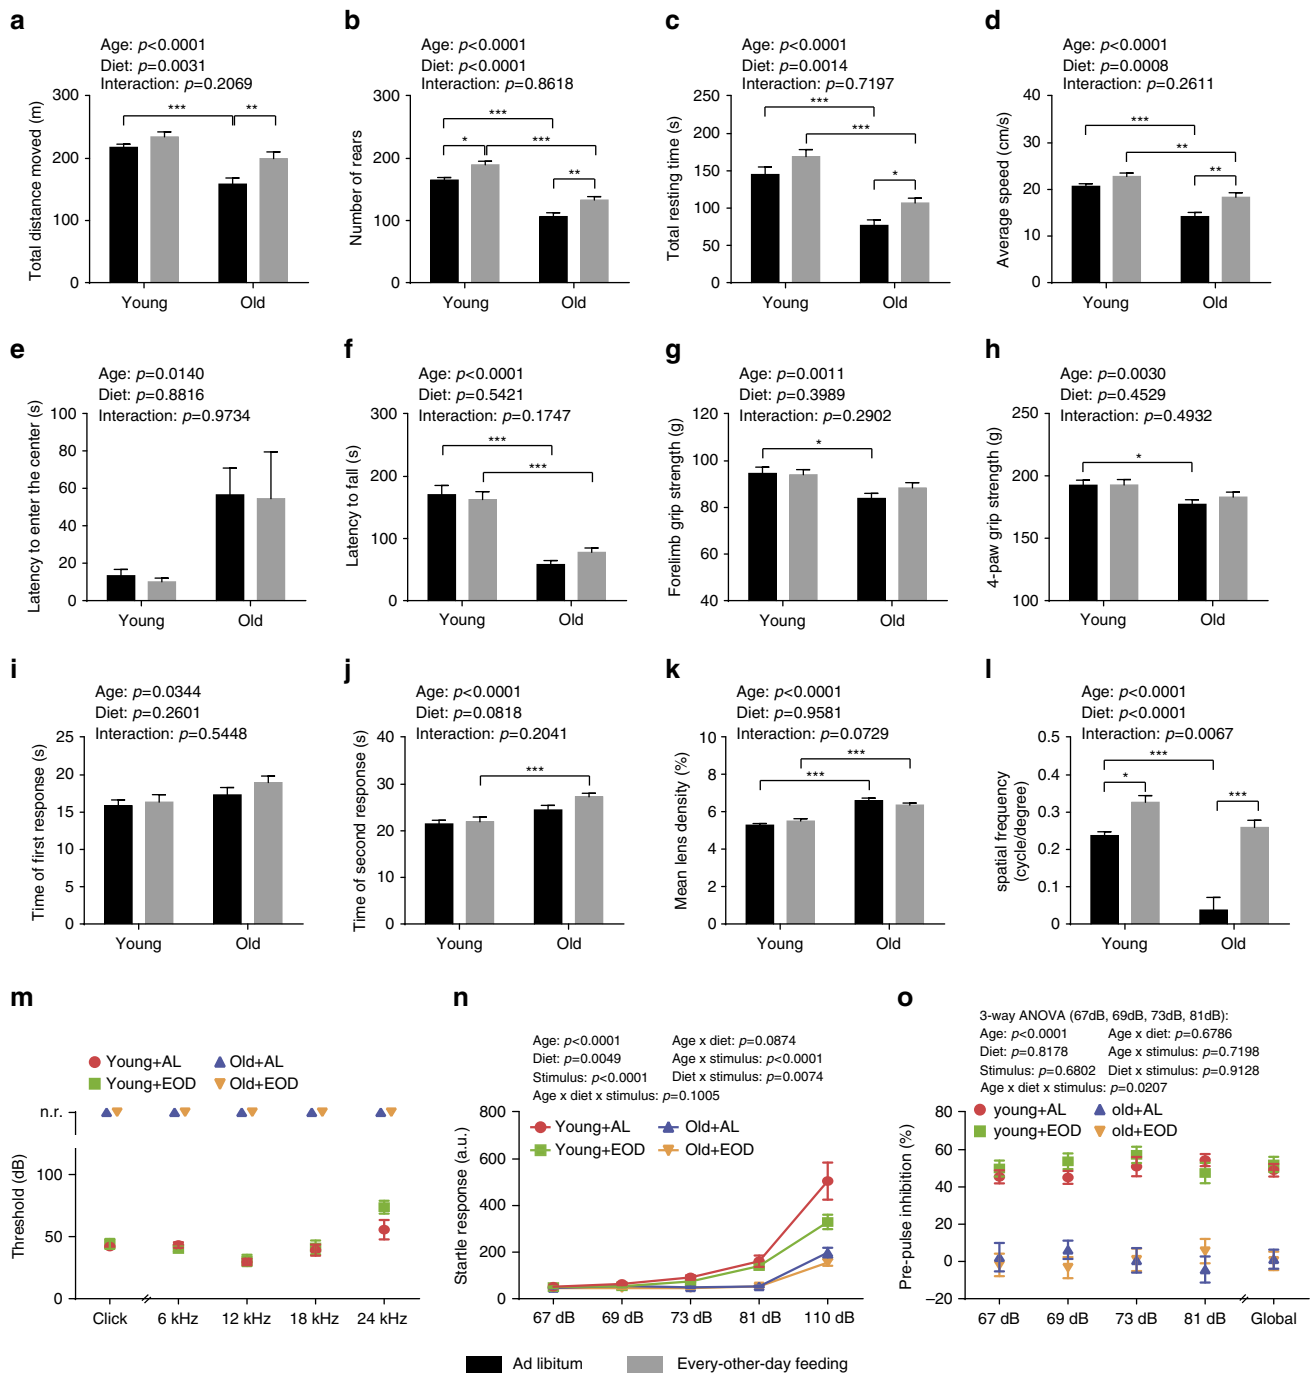 a
Age: p<0.0001
Diet: p=0.0031
Interaction: p=0.2069
Total distance moved (m)
300
200
100
0
***
**
Young
Old
b
Age: p<0.0001
Diet: p<0.0001
Interaction: p=0.8618
Number of rears
300
200
100
0
***
*
***
**
Young
Old
c
Age: p<0.0001
Diet: p=0.0014
Interaction: p=0.7197
Total resting time (s)
250
200
150
100
50
0
***
***
*
Young
Old
d
Age: p<0.0001
Diet: p=0.0008
Interaction: p=0.2611
Average speed (cm/s)
40
30
20
10
0
***
**
**
Young
Old
e
Age: p=0.0140
Diet: p=0.8816
Interaction: p=0.9734
Latency to enter the center (s)
100
80
60
40
20
0
Young
Old
f
Age: p<0.0001
Diet: p=0.5421
Interaction: p=0.1747
Latency to fall (s)
300
200
100
0
***
***
Young
Old
g
Age: p=0.0011
Diet: p=0.3989
Interaction: p=0.2902
Forelimb grip strength (g)
120
100
80
60
40
*
Young
Old
h
Age: p=0.0030
Diet: p=0.4529
Interaction: p=0.4932
4-paw grip strength (g)
250
200
150
100
*
Young
Old
i
Age: p=0.0344
Diet: p=0.2601
Interaction: p=0.5448
Time of first response (s)
25
20
15
10
5
0
Young
Old
j
Age: p<0.0001
Diet: p=0.0818
Interaction: p=0.2041
Time of second response (s)
40
30
20
10
0
***
Young
Old
k
Age: p<0.0001
Diet: p=0.9581
Interaction: p=0.0729
Mean lens density (%)
10
8
6
4
2
0
***
***
Young
Old
l
Age: p<0.0001
Diet: p<0.0001
Interaction: p=0.0067
spatial frequency
(cycle/degree)
0.5
0.4
0.3
0.2
0.1
0
***
*
***
Young
Old
m
Young+AL
Old+AL
Young+EOD
Old+EOD
Threshold (dB)
n.r.
100
50
0
Click
6 kHz
12 kHz
18 kHz
24 kHz
n
Age: p<0.0001
Age x diet: p=0.0874
Diet: p=0.0049
Age x stimulus: p<0.0001
Stimulus: p<0.0001
Diet x stimulus: p=0.0074
Age x diet x stimulus: p=0.1005
Young+AL
Old+AL
Young+EOD
Old+EOD
Startle response (a.u.)
800
600
400
200
0
67 dB
69 dB
73 dB
81 dB
110 dB
o
3-way ANOVA (67dB, 69dB, 73dB, 81dB):
Age: p<0.0001
Age x diet: p=0.6786
Diet: p=0.8178
Age x stimulus: p=0.7198
Stimulus: p=0.6802
Diet x stimulus: p=0.9128
Age x diet x stimulus: p=0.0207
young+AL
old+AL
young+EOD
old+EOD
Pre-pulse inhibition (%)
80
60
40
20
0
−20
67 dB
69 dB
73 dB
81 dB
Global
Ad libitum
Every-other-day feeding